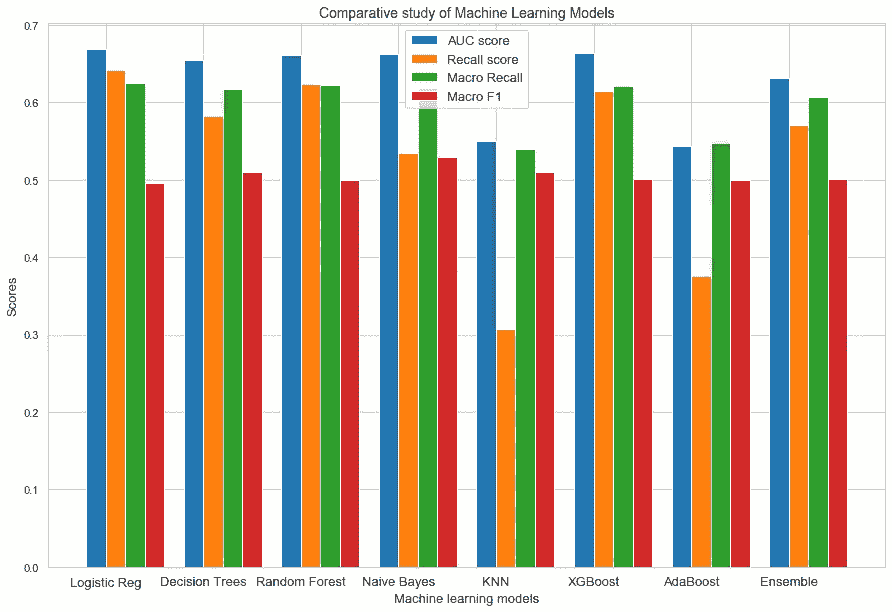 Comparative study of Machine Learning Models
AUC score
Recall score
Macro Recall
Macro F1
Scores
0.7
0.6
0.5
0.4
0.3
0.2
0.1
0.0
Logistic Reg
Decision Trees
Random Forest
Naive Bayes
KNN
XGBoost
AdaBoost
Ensemble
Machine learning models